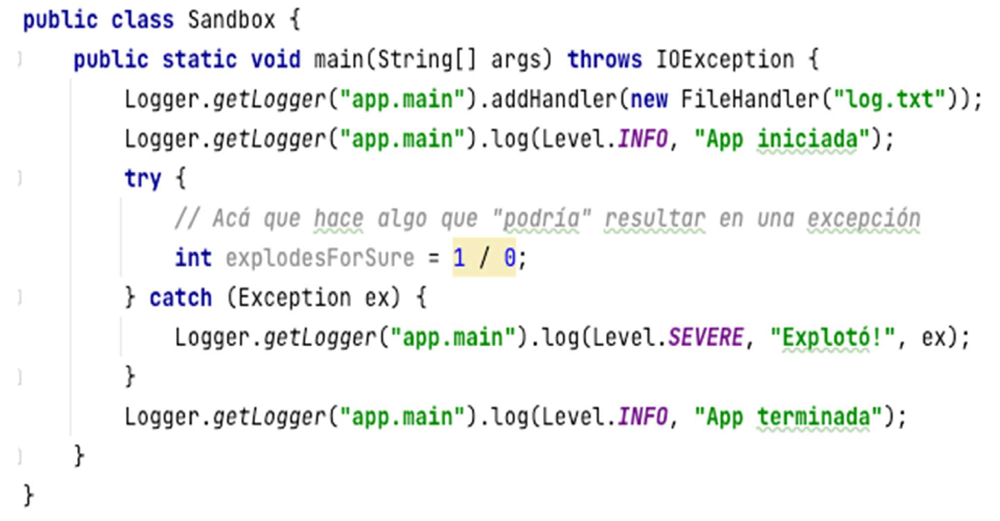 public class Sandbox {
public static void main(String[] args) throws IOException {
Logger.getLogger("app.main").addHandler(new FileHandler("log.txt"));
Logger.getLogger("app.main").log(Level.INFO, "App iniciada");
try {
// Acá que hace algo que "podría" resultar en una excepción
int explodesForSure = 1 / 0;
} catch (Exception ex) {
Logger.getLogger("app.main").log(Level.SEVERE, "Explotó!", ex);
}
Logger.getLogger("app.main").log(Level.INFO, "App terminada");
}
}